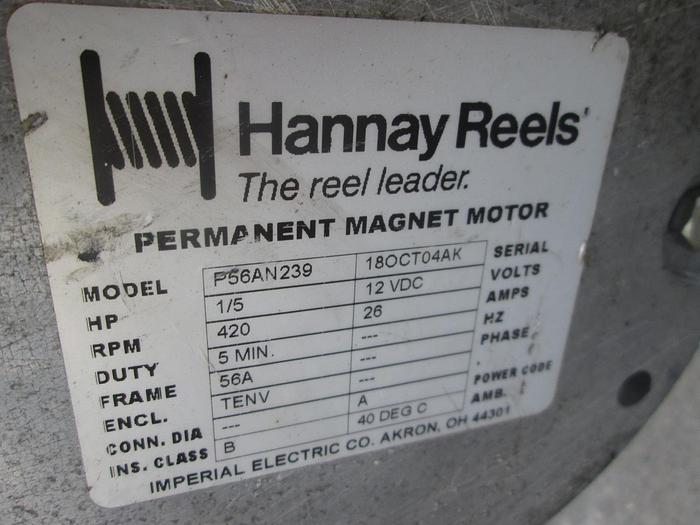 Hannay Reels
The reel leader.
PERMANENT MAGNET MOTOR
MODEL P56AN239 18OCT04AK SERIAL
HP 1/5 12 VDC VOLTS
RPM 420 26 AMPS
DUTY 5 MIN. --- HZ
FRAME 56A --- PHASE
ENCL. TENV ---
CONN. DIA --- A POWER CODE
INS. CLASS B 40 DEG C AMB.
IMPERIAL ELECTRIC CO. AKRON, OH 44301